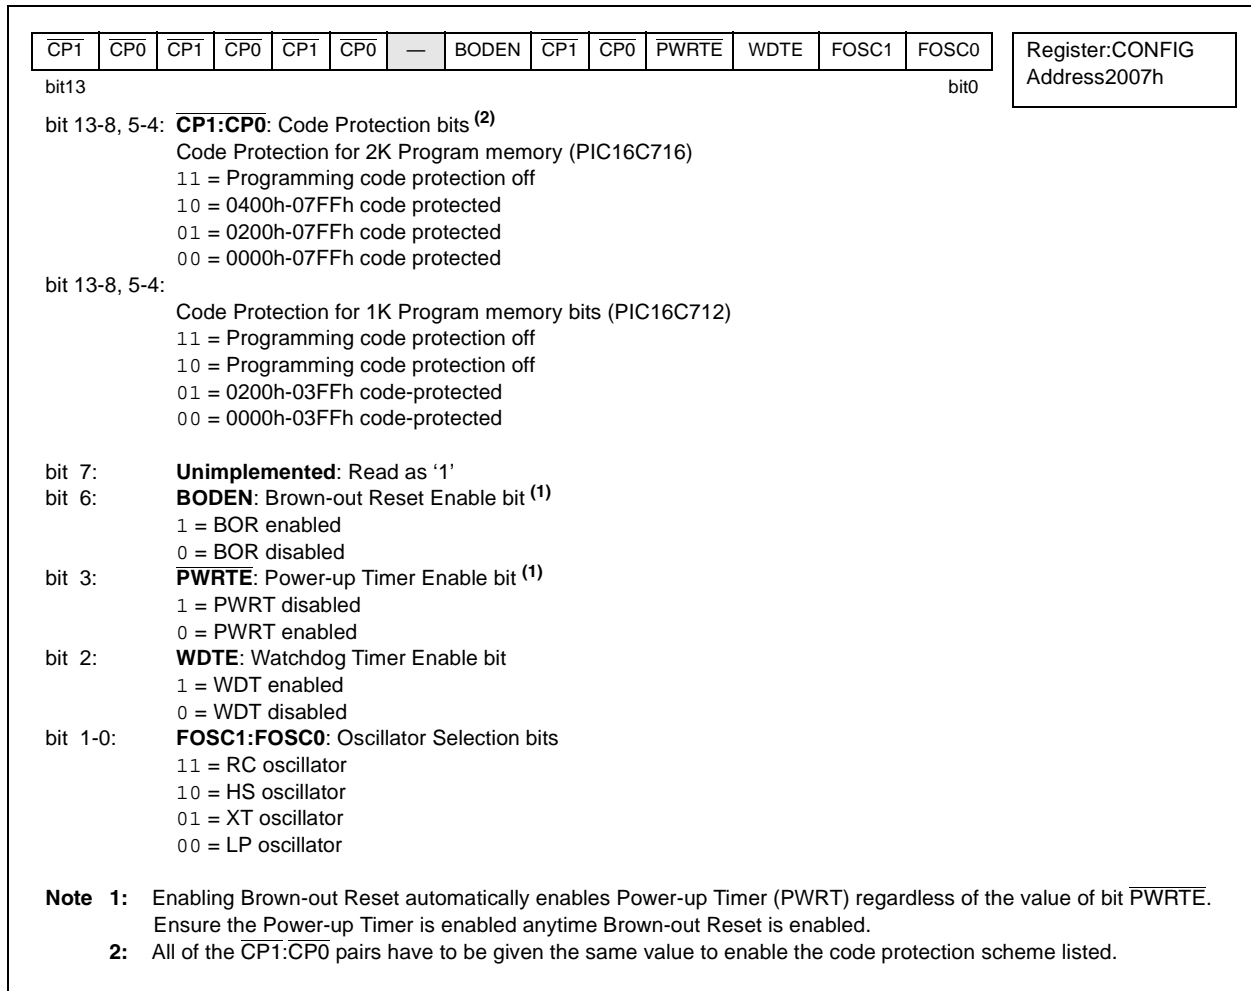 CP1 CP0 CP1 CP0 CP1 CP0 — BODEN CP1 CP0 PWRTE WDTE FOSC1 FOSC0
Register:CONFIG
Address2007h
bit13 bit0
bit 13-8, 5-4: CP1:CP0: Code Protection bits (2)
Code Protection for 2K Program memory (PIC16C716)
11 = Programming code protection off
10 = 0400h-07FFh code protected
01 = 0200h-07FFh code protected
00 = 0000h-07FFh code protected
bit 13-8, 5-4:
Code Protection for 1K Program memory bits (PIC16C712)
11 = Programming code protection off
10 = Programming code protection off
01 = 0200h-03FFh code-protected
00 = 0000h-03FFh code-protected
bit 7: Unimplemented: Read as ‘1’
bit 6: BODEN: Brown-out Reset Enable bit (1)
1 = BOR enabled
0 = BOR disabled
bit 3: PWRTE: Power-up Timer Enable bit (1)
1 = PWRT disabled
0 = PWRT enabled
bit 2: WDTE: Watchdog Timer Enable bit
1 = WDT enabled
0 = WDT disabled
bit 1-0: FOSC1:FOSC0: Oscillator Selection bits
11 = RC oscillator
10 = HS oscillator
01 = XT oscillator
00 = LP oscillator
Note 1: Enabling Brown-out Reset automatically enables Power-up Timer (PWRT) regardless of the value of bit PWRTE.
Ensure the Power-up Timer is enabled anytime Brown-out Reset is enabled.
2: All of the CP1:CP0 pairs have to be given the same value to enable the code protection scheme listed.